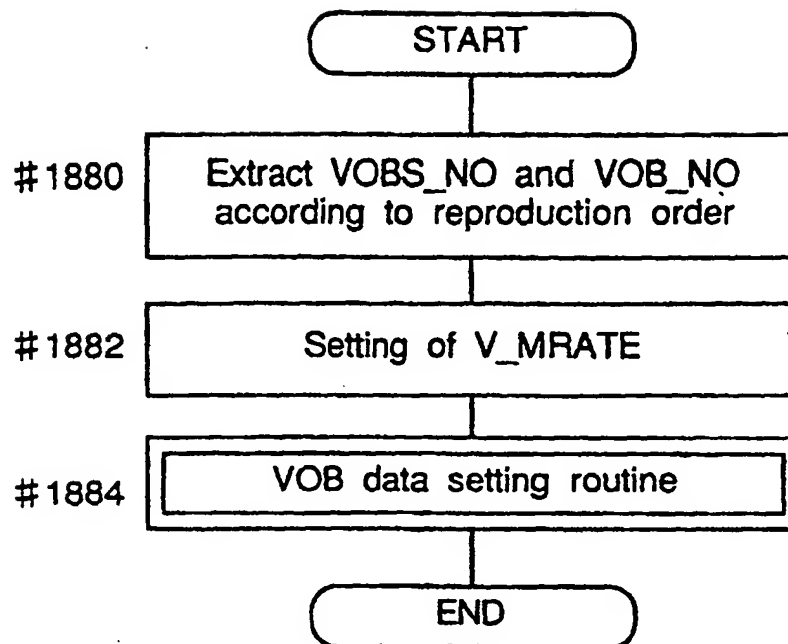 START
#1880
Extract VOBS_NO and VOB_NO
according to reproduction order
#1882
Setting of V_MRATE
#1884
VOB data setting routine
END